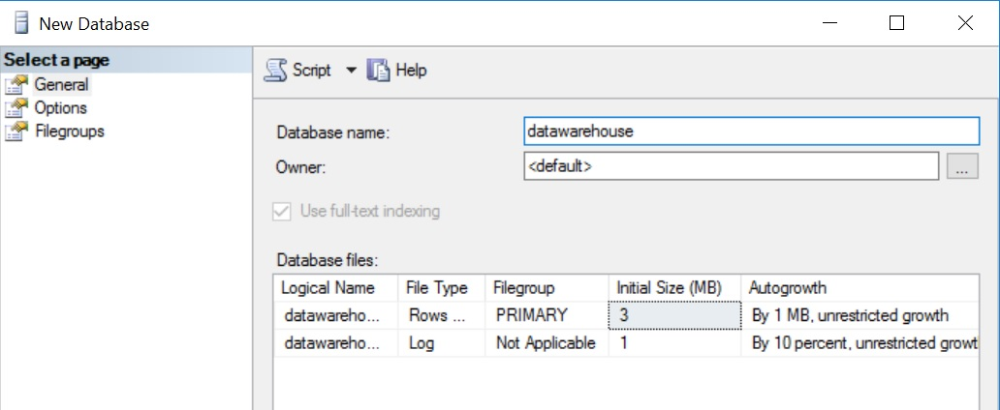 New Database
Select a page
General
Options
Filegroups
Script Help
Database name: datawarehouse
Owner: <default> ...
Use full-text indexing
Database files:
Logical Name File Type Filegroup Initial Size (MB) Autogrowth
datawareho... Rows ... PRIMARY 3 By 1 MB, unrestricted growth
datawareho... Log Not Applicable 1 By 10 percent, unrestricted growt